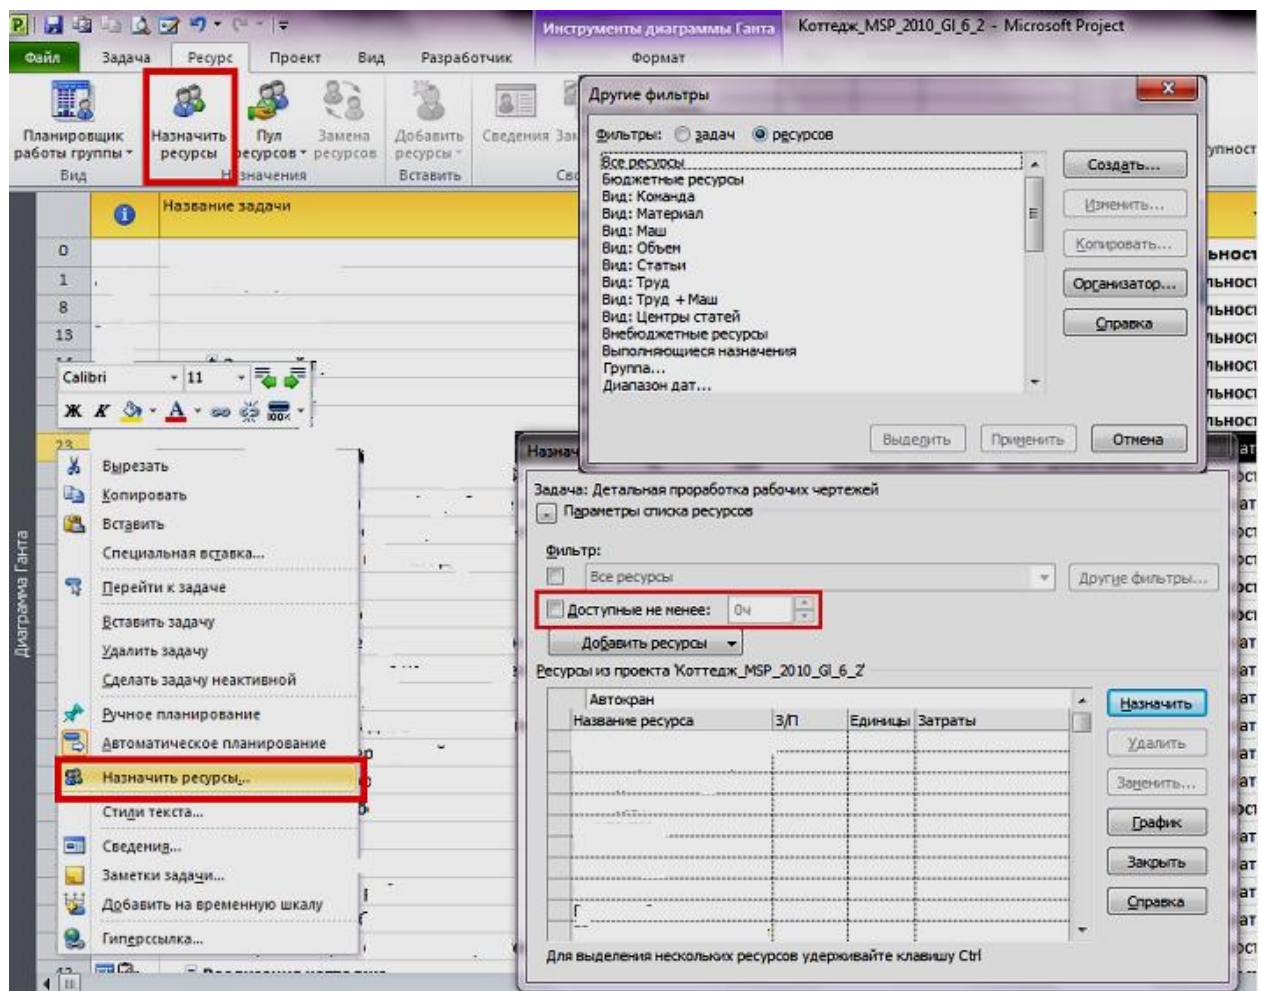 Инструменты диаграммы Ганта
Коттедж_MSP_2010_GI_6_2 - Microsoft Project
Файл Задача Ресурс Проект Вид Разработчик Формат
Планировщик работы группы
Назначить ресурсы
Пул ресурсов
Замена ресурсов
Добавить ресурсы
Сведения
Вид
Вставить
Название задачи
0
1
8
13
Calibri 11
Ж К А
23
Диаграмма Ганта
Вырезать
Копировать
Вставить
Специальная вставка...
Перейти к задаче
Вставить задачу
Удалить задачу
Сделать задачу неактивной
Ручное планирование
Автоматическое планирование
Назначить ресурсы...
Стили текста...
Сведения...
Заметки задачи...
Добавить на временную шкалу
Гиперссылка...
Другие фильтры
Фильтры: задач ресурсов
Все ресурсы
Бюджетные ресурсы
Вид: Команда
Вид: Материал
Вид: Маш
Вид: Объем
Вид: Статьи
Вид: Труд
Вид: Труд + Маш
Вид: Центры статей
Внебюджетные ресурсы
Выполняющиеся назначения
Группа...
Диапазон дат...
Создать...
Изменить...
Копировать...
Организатор...
Справка
Выделить Применить Отмена
Задача: Детальная проработка рабочих чертежей
Параметры списка ресурсов
Фильтр:
Все ресурсы Другие фильтры...
Доступные не менее: 0ч
Добавить ресурсы
Ресурсы из проекта 'Коттедж_MSP_2010_GI_6_2'
Автокран
Название ресурса З/П Единицы Затраты
Назначить
Удалить
Заменить...
График
Закрыть
Справка
Для выделения нескольких ресурсов удерживайте клавишу Ctrl